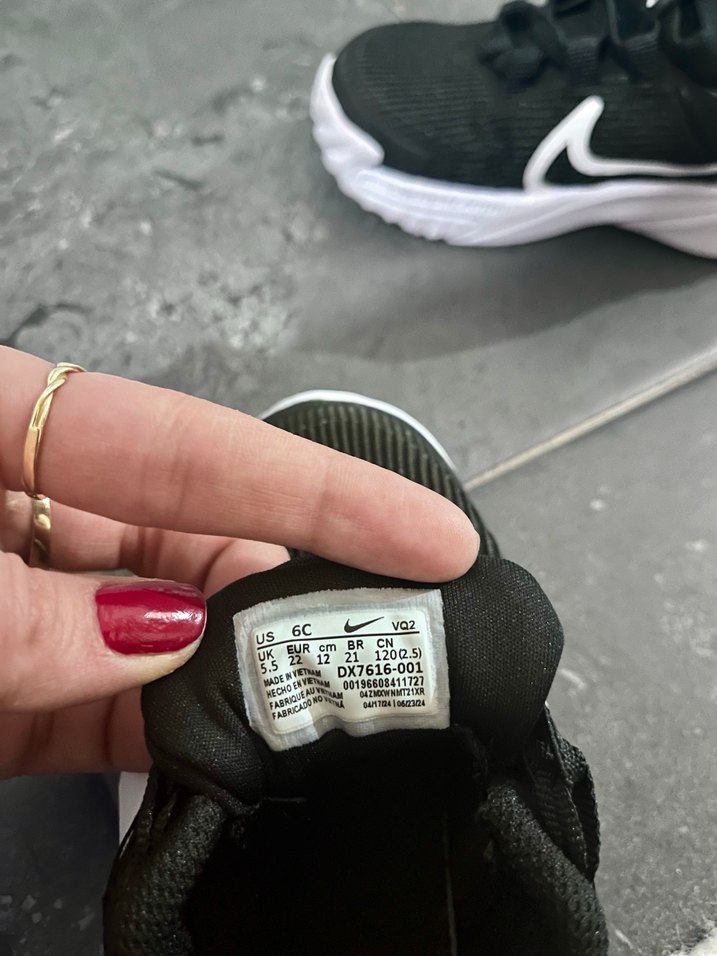 US 6C VQ2
UK EUR cm BR CN
5.5 22 12 21 120(2.5)
MADE IN VIETNAM DX7616-001
HECHO EN VIETNAM 00196608411727
FABRIQUE AU VIETNAM 04ZMXWNMT21XR
FABRICADO NO VIETNÃ 04/17/24 | 06/23/24